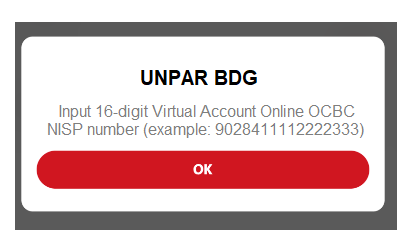 UNPAR BDG
Input 16-digit Virtual Account Online OCBC
NISP number (example: 9028411112222333)
OK